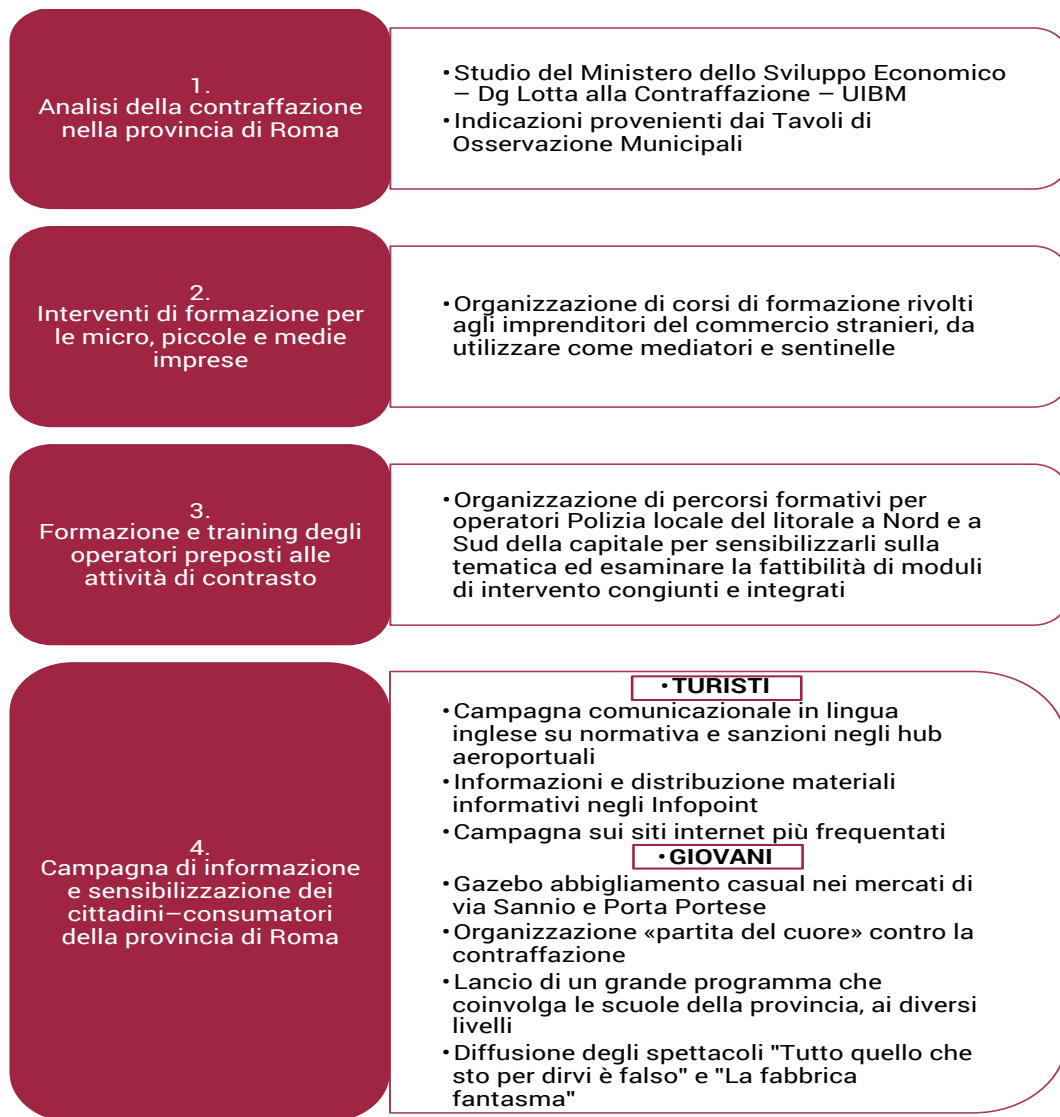 1.
Analisi della contraffazione
nella provincia di Roma
•Studio del Ministero dello Sviluppo Economico
– Dg Lotta alla Contraffazione – UIBM
•Indicazioni provenienti dai Tavoli di
Osservazione Municipali
2.
Interventi di formazione per
le micro, piccole e medie
imprese
•Organizzazione di corsi di formazione rivolti
agli imprenditori del commercio stranieri, da
utilizzare come mediatori e sentinelle
3.
Formazione e training degli
operatori preposti alle
attività di contrasto
•Organizzazione di percorsi formativi per
operatori Polizia locale del litorale a Nord e a
Sud della capitale per sensibilizzarli sulla
tematica ed esaminare la fattibilità di moduli
di intervento congiunti e integrati
4.
Campagna di informazione
e sensibilizzazione dei
cittadini–consumatori
della provincia di Roma
•TURISTI
•Campagna comunicazionale in lingua
inglese su normativa e sanzioni negli hub
aeroportuali
•Informazioni e distribuzione materiali
informativi negli Infopoint
•Campagna sui siti internet più frequentati
•GIOVANI
•Gazebo abbigliamento casual nei mercati di
via Sannio e Porta Portese
•Organizzazione «partita del cuore» contro la
contraffazione
•Lancio di un grande programma che
coinvolga le scuole della provincia, ai diversi
livelli
•Diffusione degli spettacoli "Tutto quello che
sto per dirvi è falso" e "La fabbrica
fantasma"